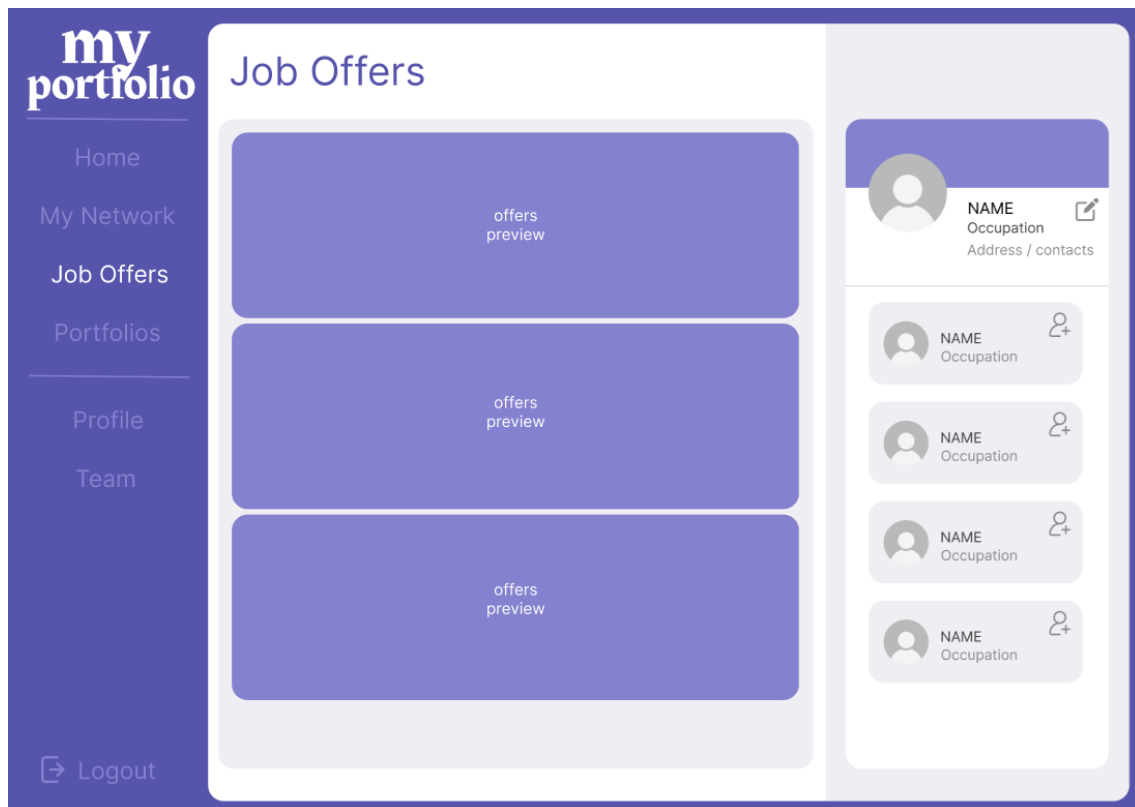 my
portfolio
Home
My Network
Job Offers
Portfolios
Profile
Team
Logout
Job Offers
offers
preview
offers
preview
offers
preview
NAME
Occupation
Address / contacts
NAME
Occupation
NAME
Occupation
NAME
Occupation
NAME
Occupation